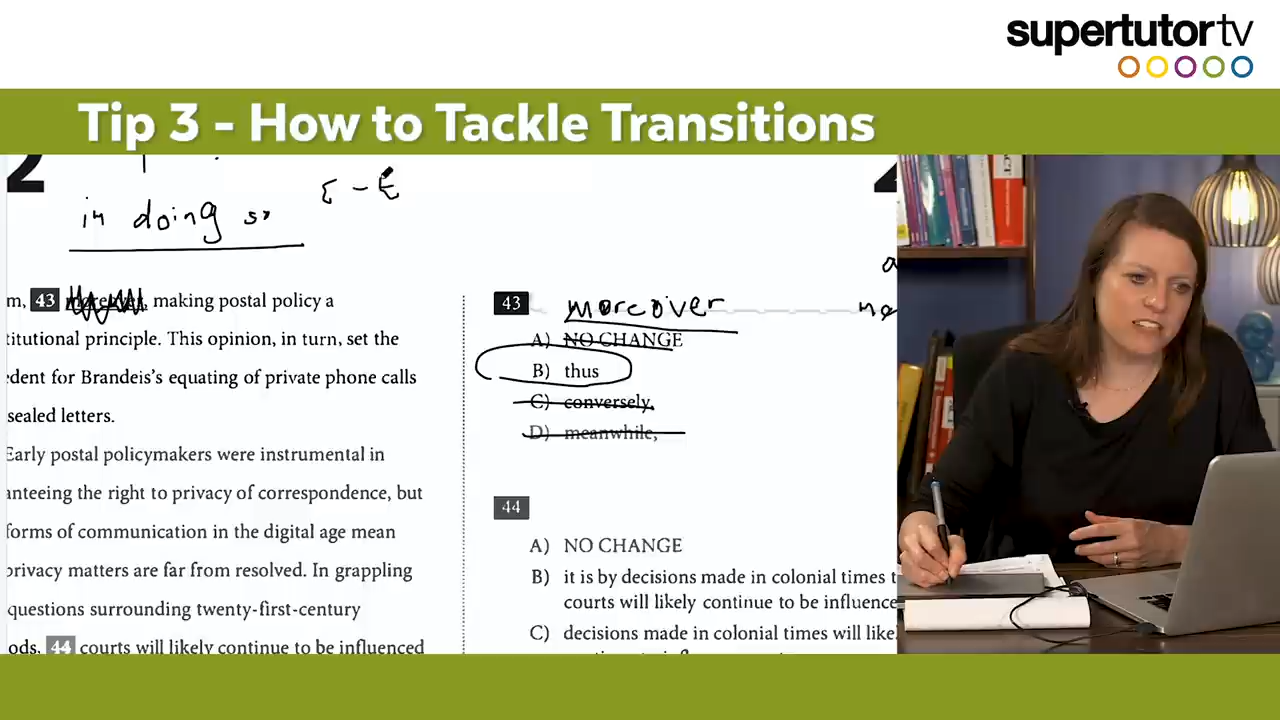 supertutortv
Tip 3 - How to Tackle Transitions
2
in doing so
m, 43 moreover, making postal policy a
titutional principle. This opinion, in turn, set the
edent for Brandeis's equating of private phone calls
sealed letters.
Early postal policymakers were instrumental in
anteeing the right to privacy of correspondence, but
forms of communication in the digital age mean
privacy matters are far from resolved. In grappling
questions surrounding twenty-first-century
ods, 44 courts will likely continue to be influenced
43 moreover
A) NO CHANGE
B) thus
C) conversely,
D) meanwhile,
44
A) NO CHANGE
B) it is by decisions made in colonial times t
courts will likely continue to be influence
C) decisions made in colonial times will like